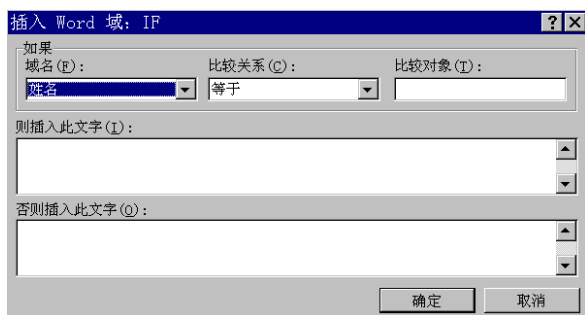 插入 Word 域: IF
如果
域名(F): 比较关系(C): 比较对象(T):
姓名 等于
则插入此文字(I):
否则插入此文字(O):
确定 取消